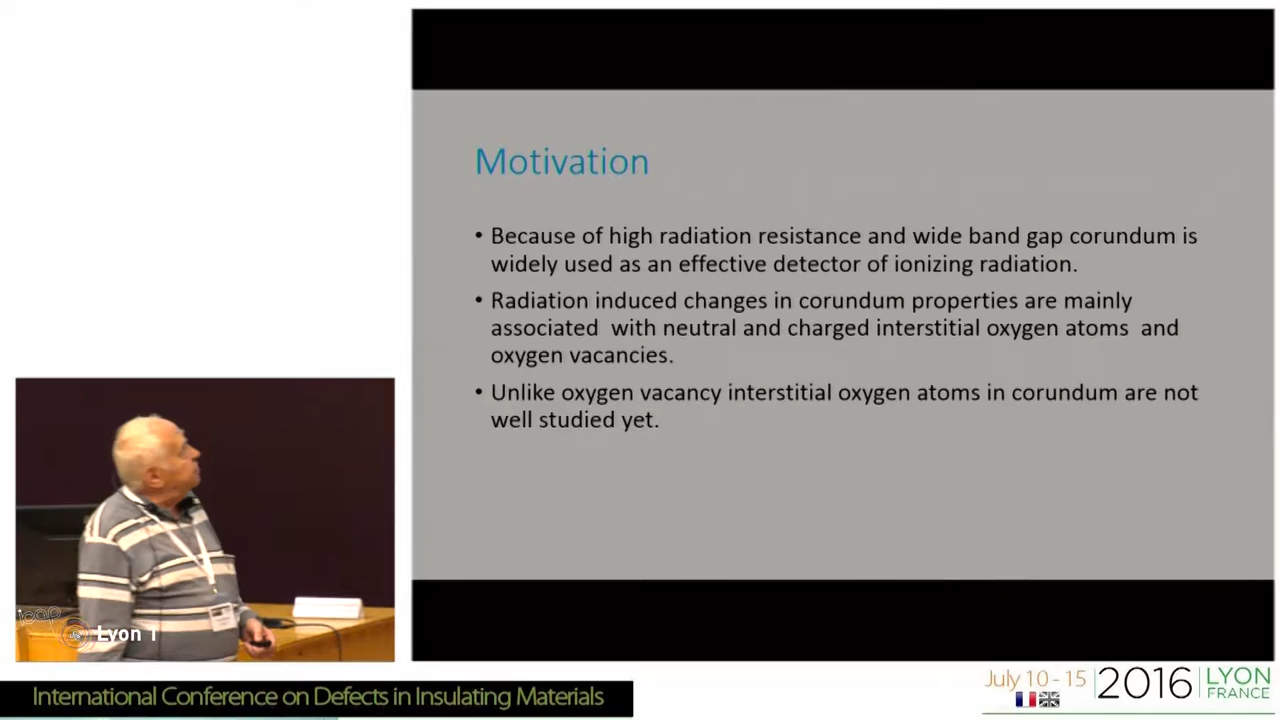 Motivation
• Because of high radiation resistance and wide band gap corundum is
widely used as an effective detector of ionizing radiation.
• Radiation induced changes in corundum properties are mainly
associated with neutral and charged interstitial oxygen atoms and
oxygen vacancies.
• Unlike oxygen vacancy interstitial oxygen atoms in corundum are not
well studied yet.
icap
Lyon 1
International Conference on Defects in Insulating Materials
July 10 - 15
2016
LYON
FRANCE